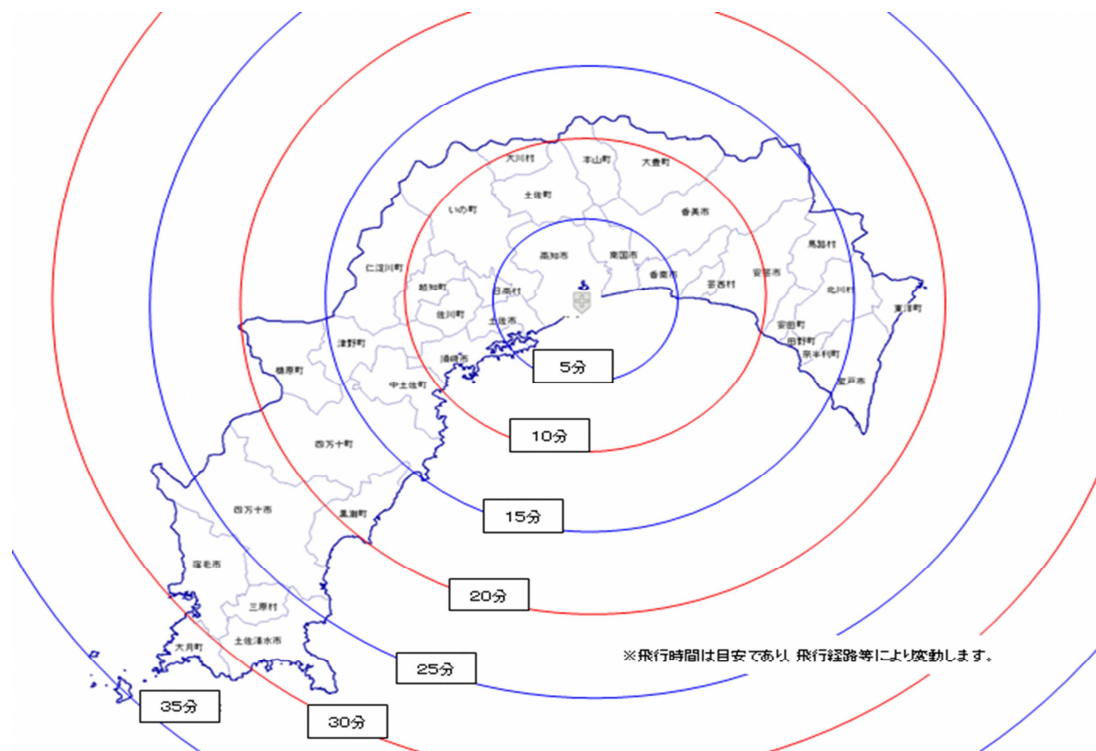 大川村
本山町
大豊町
土佐町
いの町
香美市
馬路村
高知市
南国市
仁淀川町
香南市
安芸市
芸西村
越知町
日高村
北川村
東洋町
佐川町
土佐市
安田町
津野町
田野町
須崎市
奈半利町
5分
梼原町
中土佐町
室戸市
10分
四万十町
四万十市
黒潮町
15分
宿毛市
20分
三原村
土佐清水市
大月町
※飛行時間は目安であり、飛行経路等により変動します。
25分
35分
30分